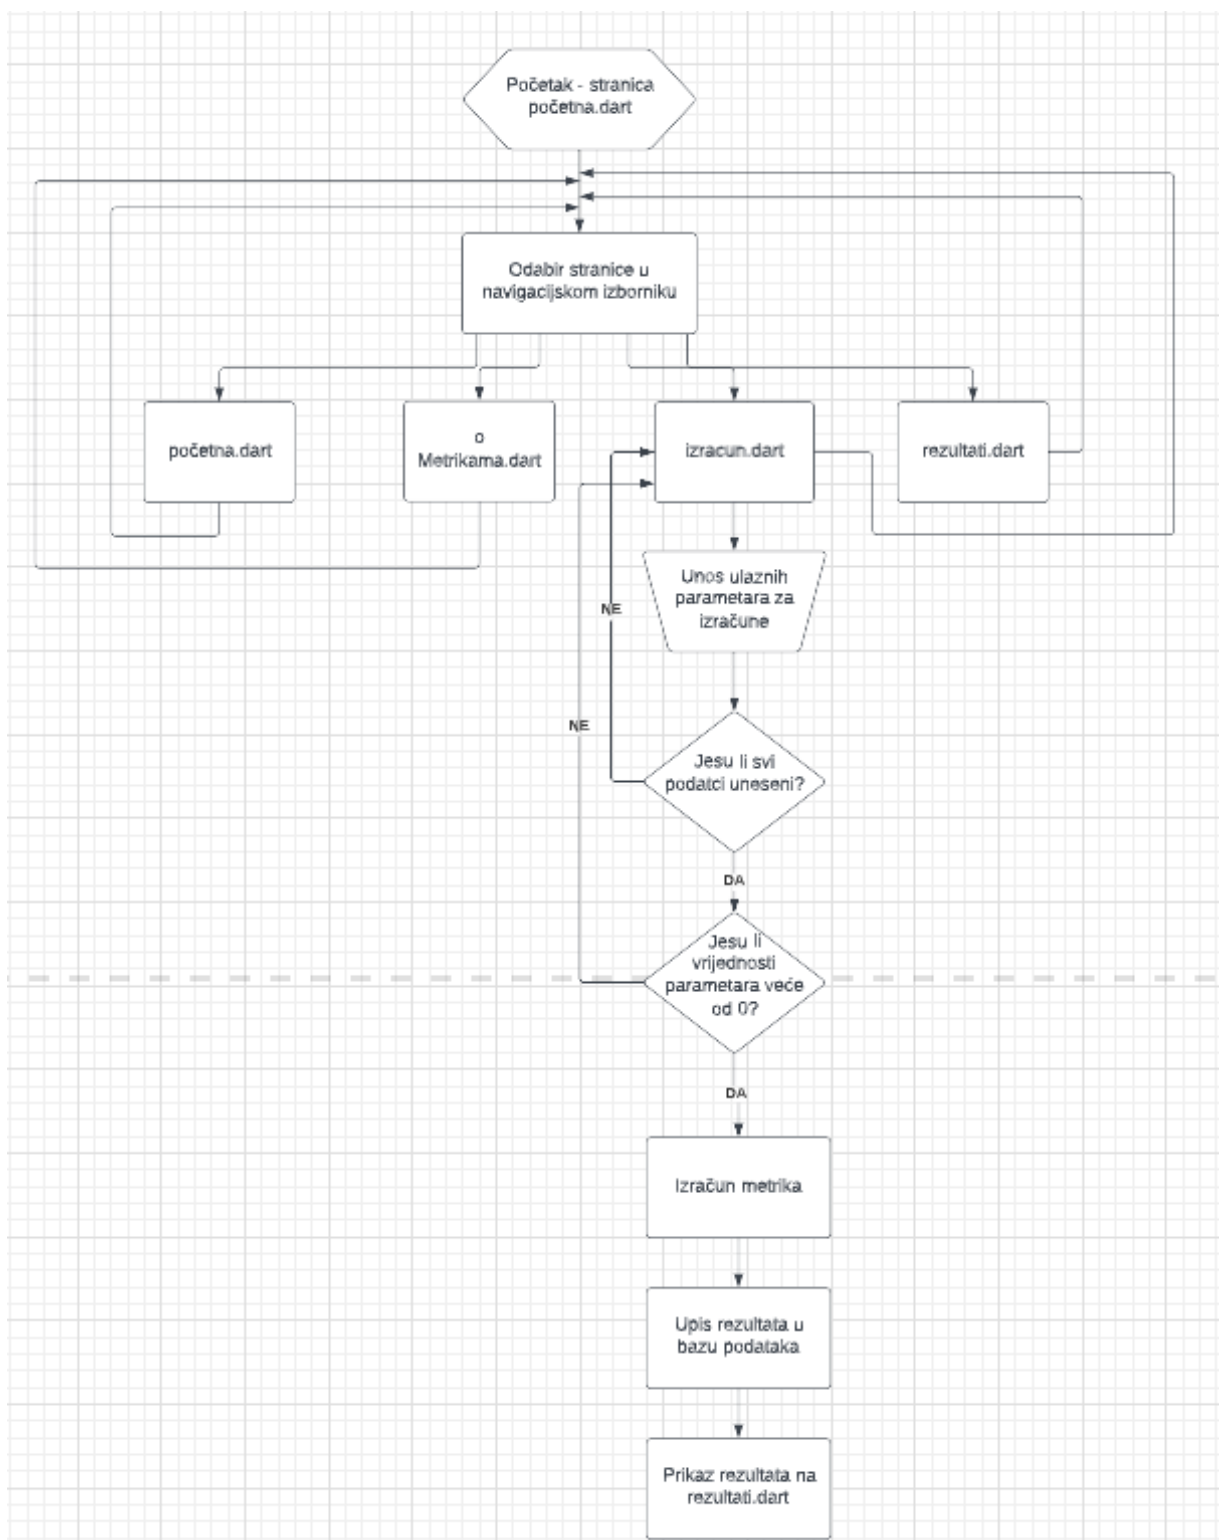 Početak - stranica
početna.dart
Odabir stranice u
navigacijskom izborniku
početna.dart
o
Metrikama.dart
izracun.dart
rezultati.dart
Unos ulaznih
parametara za
izračune
NE
NE
Jesu li svi
podatci uneseni?
DA
Jesu li
vrijednosti
parametara veće
od 0?
DA
Izračun metrika
Upis rezultata u
bazu podataka
Prikaz rezultata na
rezultati.dart